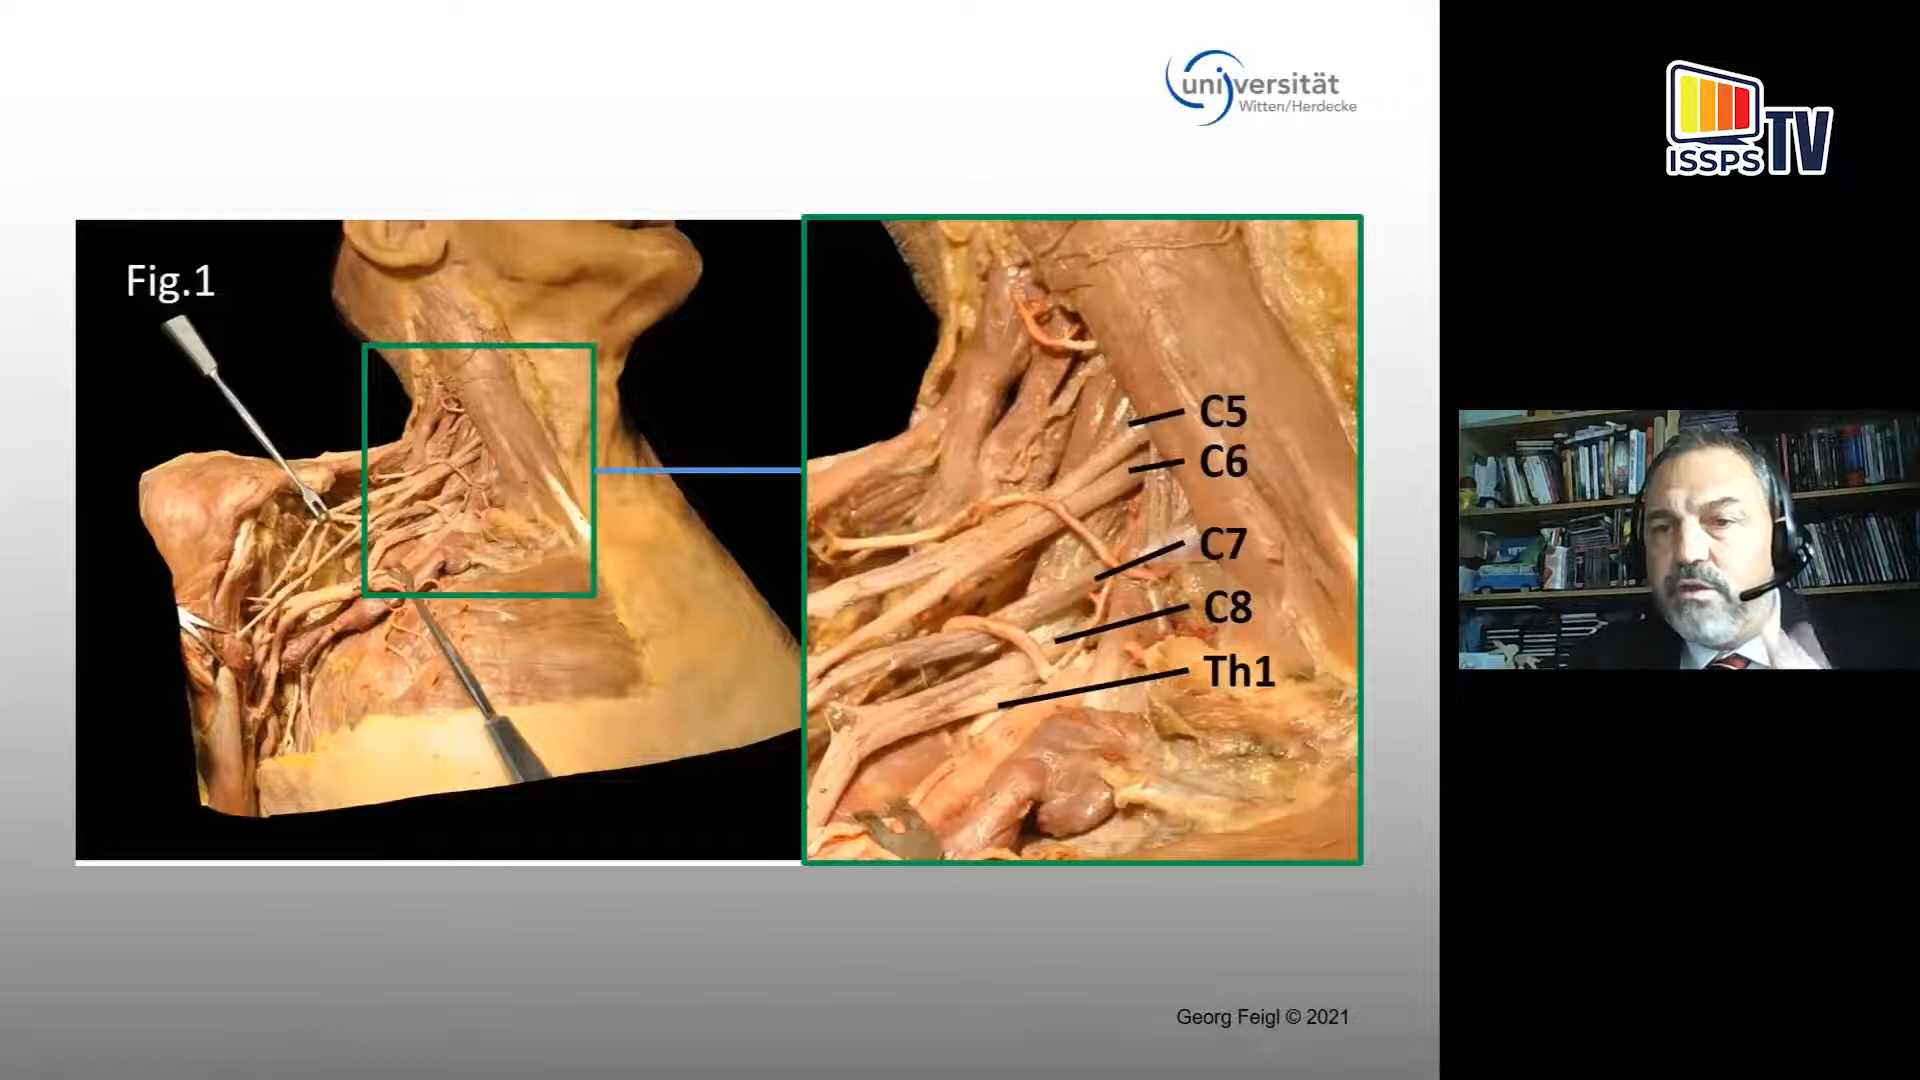 universität
Witten/Herdecke
ISSPS TV
Fig.1
C5
C6
C7
C8
Th1
Georg Feigl © 2021